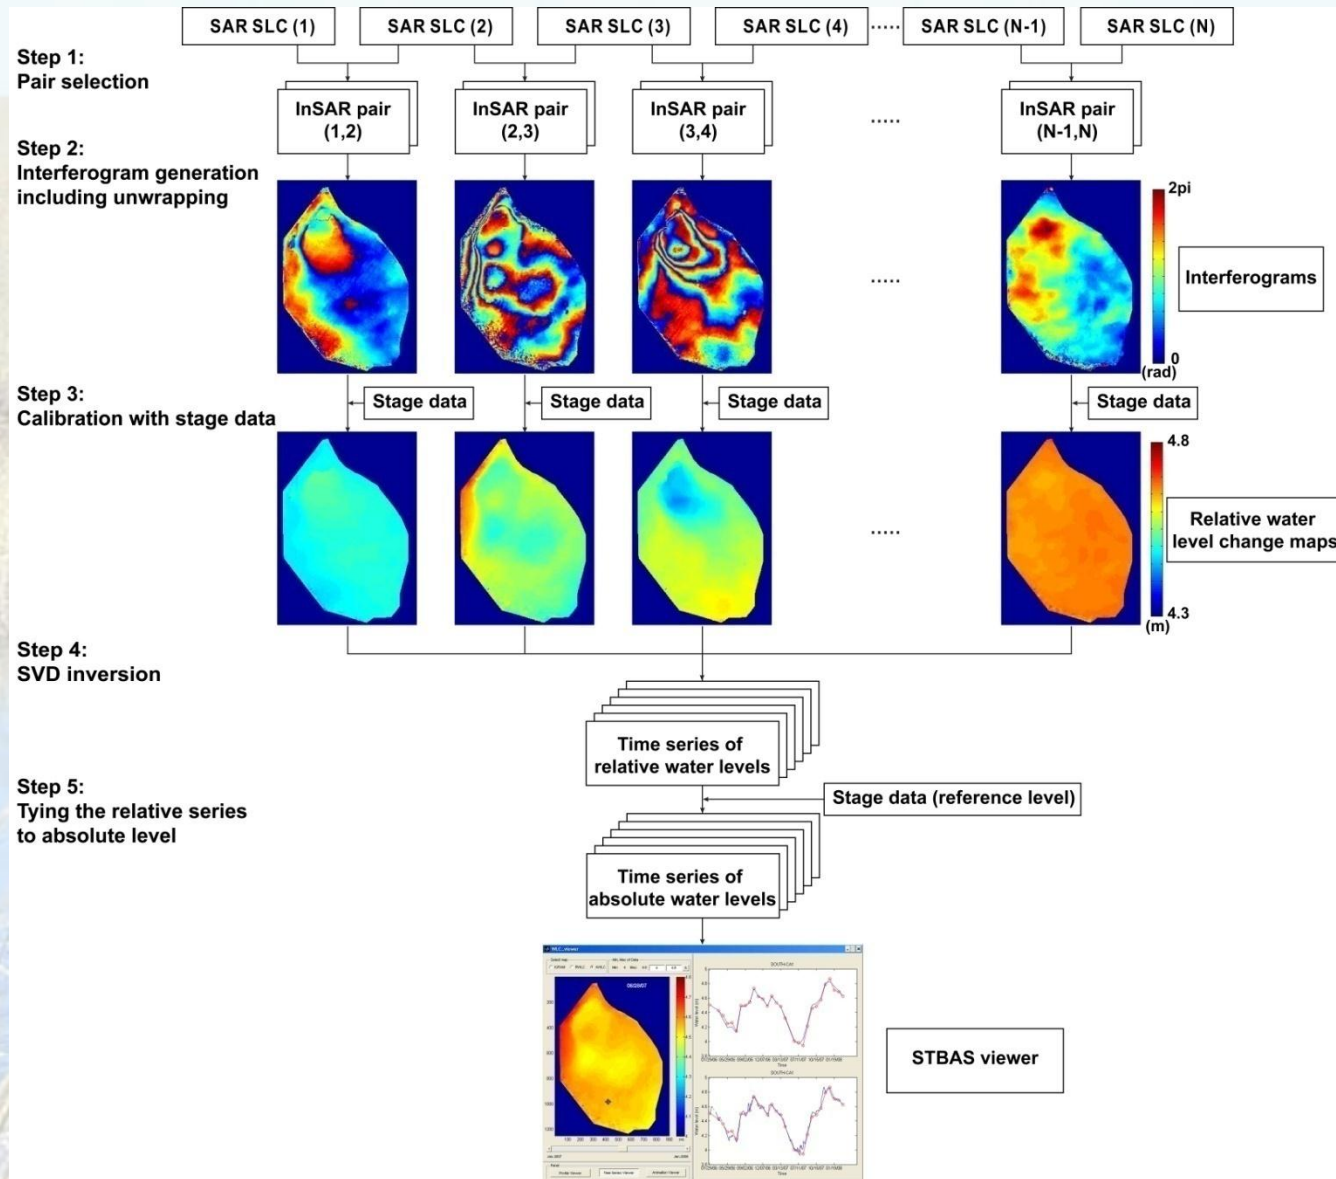 SAR SLC (1)
SAR SLC (2)
SAR SLC (3)
SAR SLC (4)
.....
SAR SLC (N-1)
SAR SLC (N)
Step 1:
Pair selection
InSAR pair
(1,2)
InSAR pair
(2,3)
InSAR pair
(3,4)
.....
InSAR pair
(N-1,N)
Step 2:
Interferogram generation
including unwrapping
.....
2pi
0
(rad)
Interferograms
Step 3:
Calibration with stage data
Stage data
Stage data
Stage data
Stage data
.....
4.8
4.3
(m)
Relative water
level change maps
Step 4:
SVD inversion
Time series of
relative water levels
Step 5:
Tying the relative series
to absolute level
Stage data (reference level)
Time series of
absolute water levels
STBAS viewer